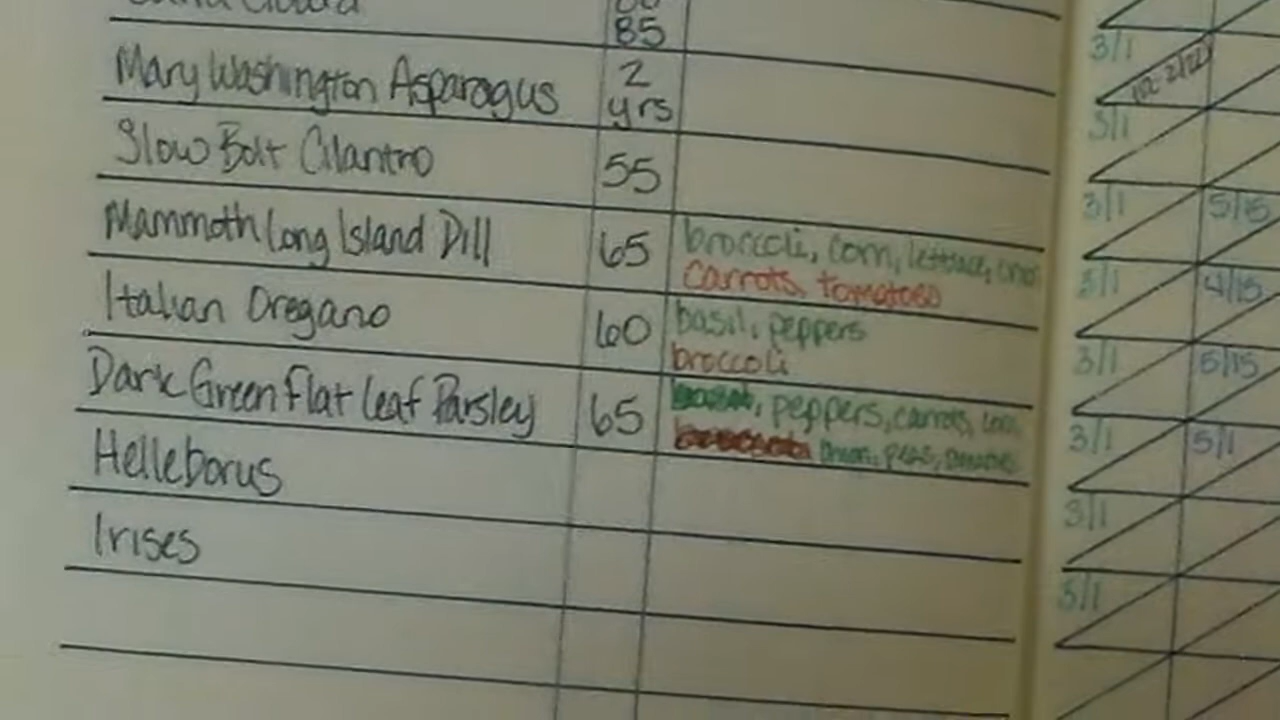 85
Mary Washington Asparagus 2 yrs
Slow Bolt Cilantro 55
Mammoth Long Island Dill 65 broccoli, corn, lettuce,
carrots, tomatoes
Italian Oregano 60 basil, peppers
broccoli
Dark Green Flat Leaf Parsley 65 peppers, carrots,
peas,
Helleborus
Irises
3/1
3/1
3/1 5/15
3/1 4/15
3/1 5/15
3/1 5/1
3/1
3/1